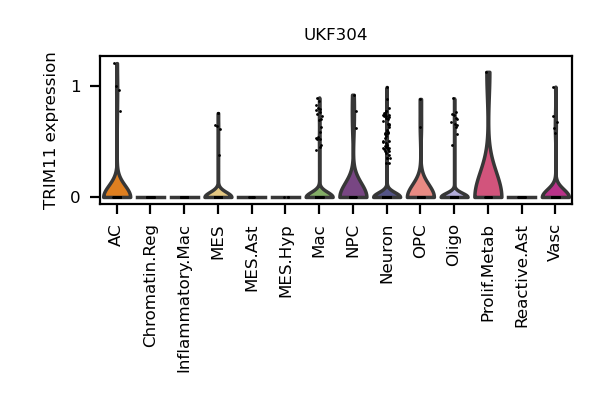 UKF304
TRIM11 expression
1
0
AC
Chromatin.Reg
Inflammatory.Mac
MES
MES.Ast
MES.Hyp
Mac
NPC
Neuron
OPC
Oligo
Prolif.Metab
Reactive.Ast
Vasc